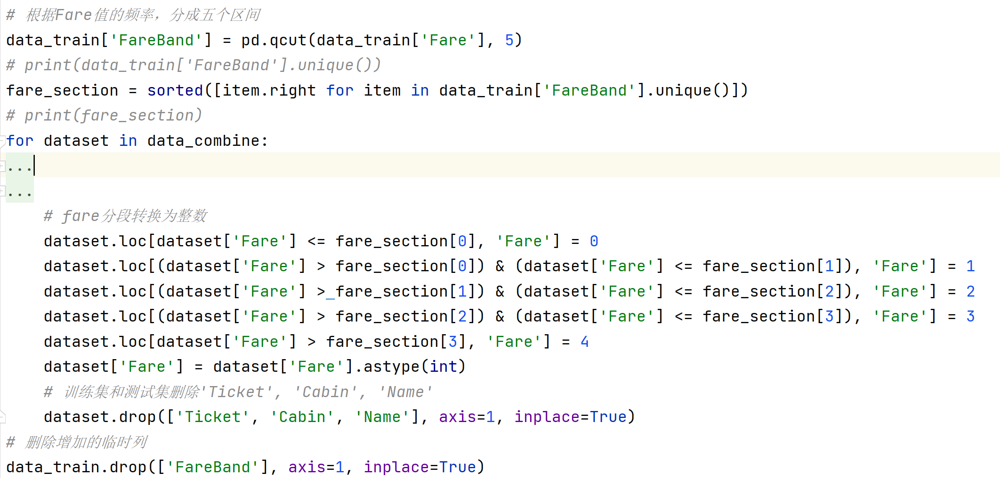 # 根据Fare值的频率，分成五个区间
data_train['FareBand'] = pd.qcut(data_train['Fare'], 5)
# print(data_train['FareBand'].unique())
fare_section = sorted([item.right for item in data_train['FareBand'].unique()])
# print(fare_section)
for dataset in data_combine:
...
...
    # fare分段转换为整数
    dataset.loc[dataset['Fare'] <= fare_section[0], 'Fare'] = 0
    dataset.loc[(dataset['Fare'] > fare_section[0]) & (dataset['Fare'] <= fare_section[1]), 'Fare'] = 1
    dataset.loc[(dataset['Fare'] > fare_section[1]) & (dataset['Fare'] <= fare_section[2]), 'Fare'] = 2
    dataset.loc[(dataset['Fare'] > fare_section[2]) & (dataset['Fare'] <= fare_section[3]), 'Fare'] = 3
    dataset.loc[dataset['Fare'] > fare_section[3], 'Fare'] = 4
    dataset['Fare'] = dataset['Fare'].astype(int)
    # 训练集和测试集删除'Ticket', 'Cabin', 'Name'
    dataset.drop(['Ticket', 'Cabin', 'Name'], axis=1, inplace=True)
# 删除增加的临时列
data_train.drop(['FareBand'], axis=1, inplace=True)